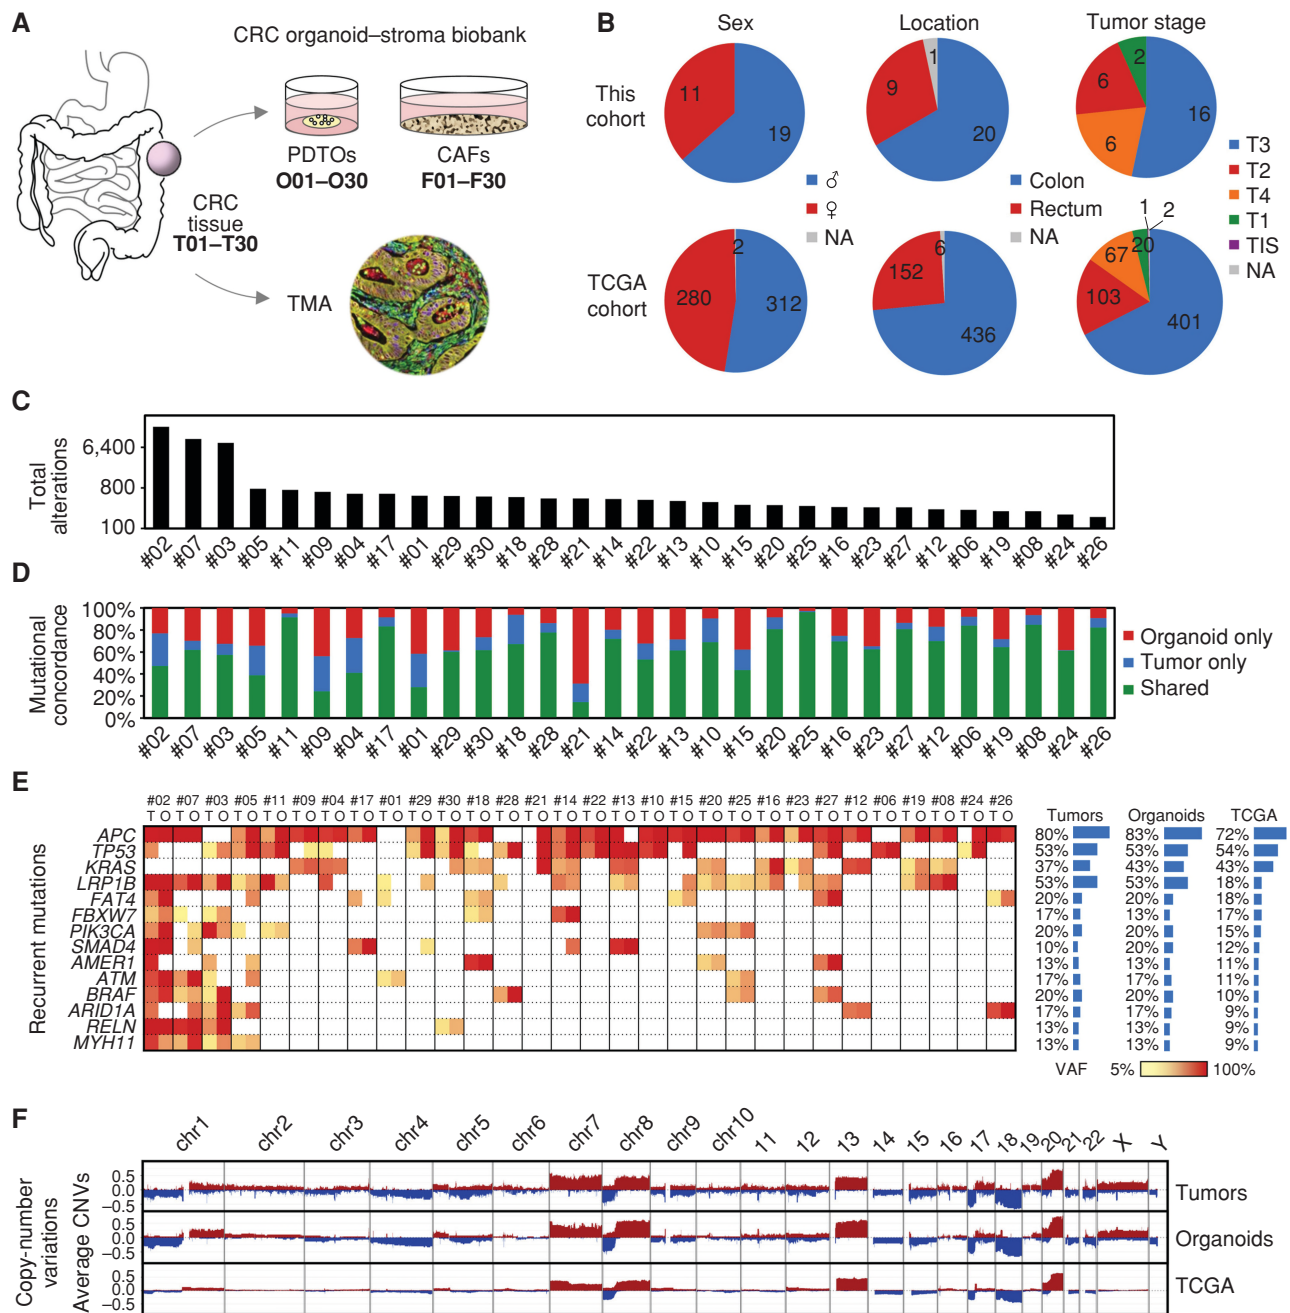 A
CRC organoid–stroma biobank
PDTOs
O01–O30
CAFs
F01–F30
CRC
tissue
T01–T30
TMA
B
Sex Location Tumor stage
This
cohort
11 19
9 1 20
6 2 16 6
♂
♀
NA
Colon
Rectum
NA
T3
T2
T4
T1
TIS
NA
TCGA
cohort
280 2 312
152 6 436
103 67 20 1 2 401
C
Total
alterations
6,400
800
100
#02 #07 #03 #05 #11 #09 #04 #17 #01 #29 #30 #18 #28 #21 #14 #22 #13 #10 #15 #20 #25 #16 #23 #27 #12 #06 #19 #08 #24 #26
D
Mutational
concordance
100%
80%
60%
40%
20%
0%
Organoid only
Tumor only
Shared
#02 #07 #03 #05 #11 #09 #04 #17 #01 #29 #30 #18 #28 #21 #14 #22 #13 #10 #15 #20 #25 #16 #23 #27 #12 #06 #19 #08 #24 #26
E
#02 #07 #03 #05 #11 #09 #04 #17 #01 #29 #30 #18 #28 #21 #14 #22 #13 #10 #15 #20 #25 #16 #23 #27 #12 #06 #19 #08 #24 #26
T O T O T O T O T O T O T O T O T O T O T O T O T O T O T O T O T O T O T O T O T O T O T O T O T O T O T O T O T O T O
Tumors Organoids TCGA
Recurrent mutations
APC 80% 83% 72%
TP53 53% 53% 54%
KRAS 37% 43% 43%
LRP1B 53% 53% 18%
FAT4 20% 20% 18%
FBXW7 17% 13% 17%
PIK3CA 20% 20% 15%
SMAD4 10% 20% 12%
AMER1 13% 13% 11%
ATM 17% 17% 11%
BRAF 20% 20% 10%
ARID1A 17% 17% 9%
RELN 13% 13% 9%
MYH11 13% 13% 9%
VAF 5% 100%
F
chr1 chr2 chr3 chr4 chr5 chr6 chr7 chr8 chr9 chr10 11 12 13 14 15 16 17 18 19 20 21 22 X Y
Copy-number
variations
Average CNVs
0.5
0.0
–0.5
Tumors
0.5
0.0
–0.5
Organoids
0.5
0.0
–0.5
TCGA